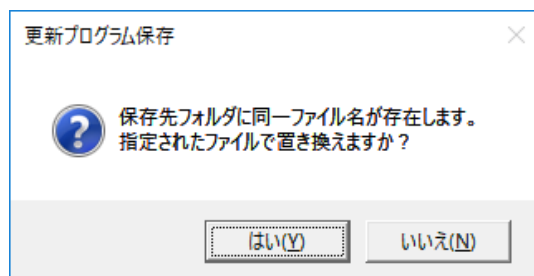 更新プログラム保存
保存先フォルダに同一ファイル名が存在します。
指定されたファイルで置き換えますか？
はい(Y)
いいえ(N)